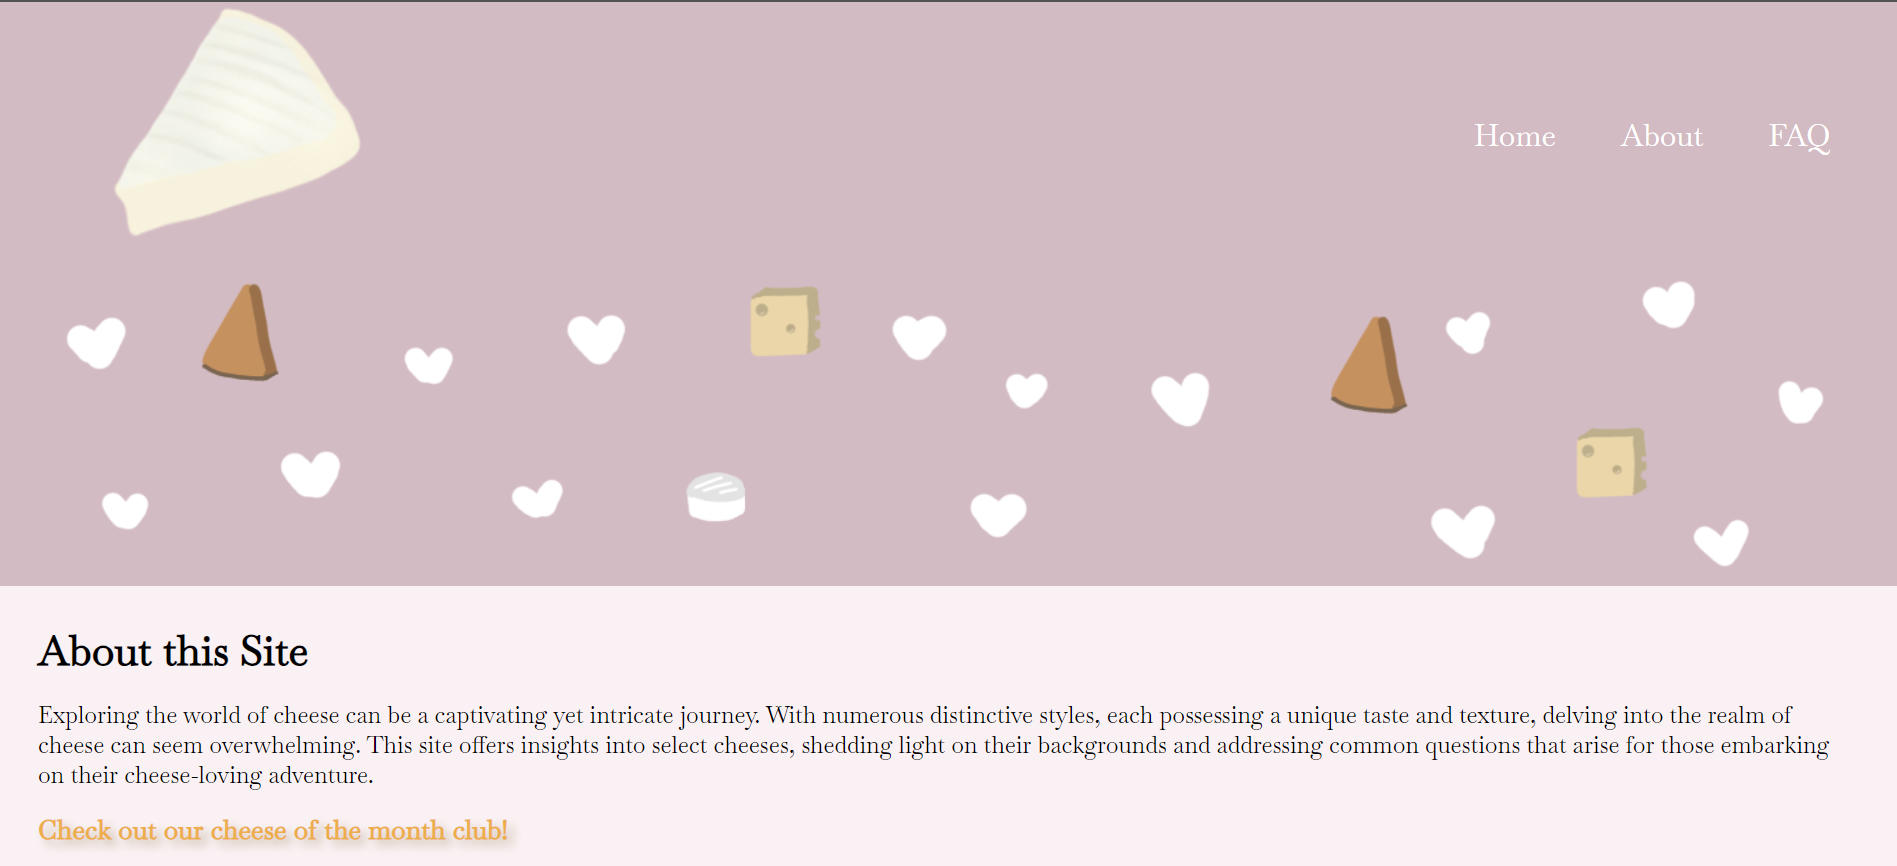 Home About FAQ
About this Site
Exploring the world of cheese can be a captivating yet intricate journey. With numerous distinctive styles, each possessing a unique taste and texture, delving into the realm of
cheese can seem overwhelming. This site offers insights into select cheeses, shedding light on their backgrounds and addressing common questions that arise for those embarking
on their cheese-loving adventure.
Check out our cheese of the month club!